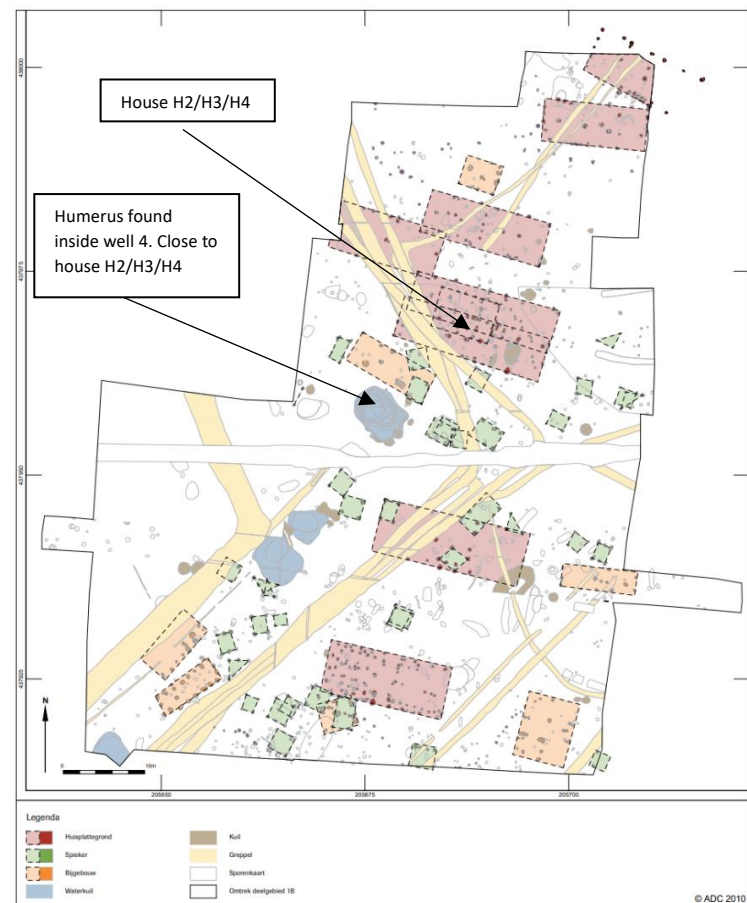 House H2/H3/H4
Humerus found
inside well 4. Close to
house H2/H3/H4
438000
437975
437950
437925
N
0 10m
205650 205675 205700
Legenda
Huisplattegrond
Spieker
Bijgebouw
Waterkuil
Kuil
Greppel
Sporenkaart
Omtrek deelgebied 1B
© ADC 2010